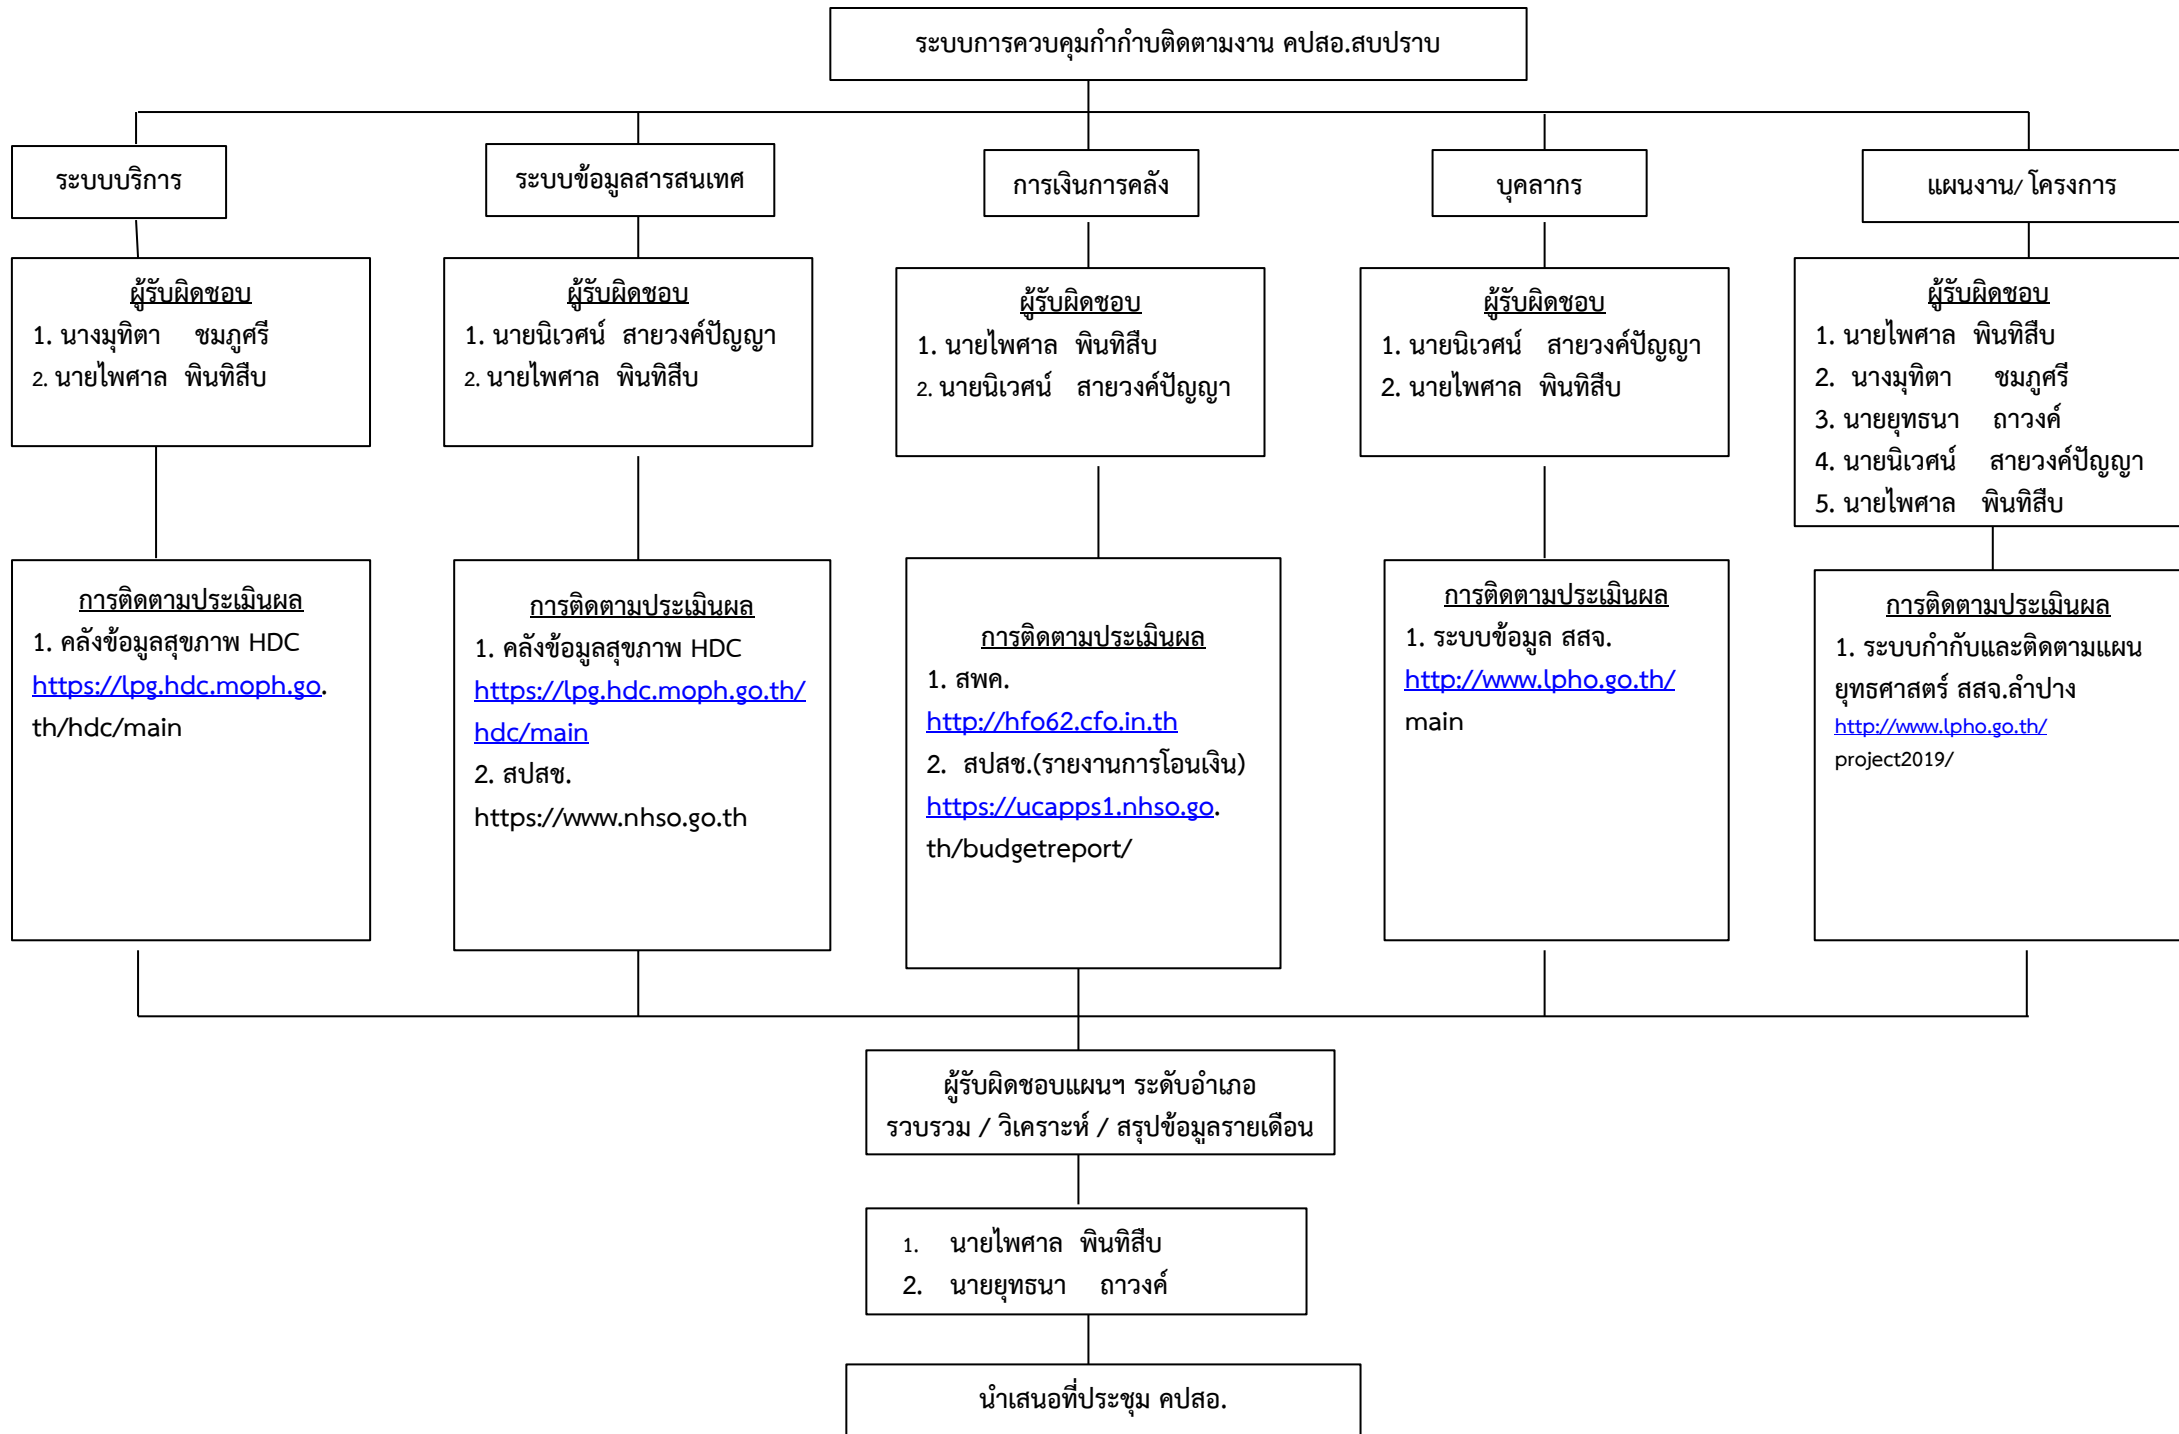 ระบบการควบคุมกำกำบติดตามงาน คปสอ.สบปราบ
ระบบบริการ
ระบบข้อมูลสารสนเทศ
การเงินการคลัง
บุคลากร
แผนงาน/ โครงการ
ผู้รับผิดชอบ
1. นางมุทิตา ชมภูศรี
2. นายไพศาล พินทิสืบ
ผู้รับผิดชอบ
1. นายนิเวศน์ สายวงค์ปัญญา
2. นายไพศาล พินทิสืบ
ผู้รับผิดชอบ
1. นายไพศาล พินทิสืบ
2. นายนิเวศน์ สายวงค์ปัญญา
ผู้รับผิดชอบ
1. นายนิเวศน์ สายวงค์ปัญญา
2. นายไพศาล พินทิสืบ
ผู้รับผิดชอบ
1. นายไพศาล พินทิสืบ
2. นางมุทิตา ชมภูศรี
3. นายยุทธนา ถาวงค์
4. นายนิเวศน์ สายวงค์ปัญญา
5. นายไพศาล พินทิสืบ
การติดตามประเมินผล
1. คลังข้อมูลสุขภาพ HDC
https://lpg.hdc.moph.go.
th/hdc/main
การติดตามประเมินผล
1. คลังข้อมูลสุขภาพ HDC
https://lpg.hdc.moph.go.th/
hdc/main
2. สปสช.
https://www.nhso.go.th
การติดตามประเมินผล
1. สพค.
http://hfo62.cfo.in.th
2. สปสช.(รายงานการโอนเงิน)
https://ucapps1.nhso.go.
th/budgetreport/
การติดตามประเมินผล
1. ระบบข้อมูล สสจ.
http://www.lpho.go.th/
main
การติดตามประเมินผล
1. ระบบกำกับและติดตามแผน
ยุทธศาสตร์ สสจ.ลำปาง
http://www.lpho.go.th/
project2019/
ผู้รับผิดชอบแผนฯ ระดับอำเภอ
รวบรวม / วิเคราะห์ / สรุปข้อมูลรายเดือน
1. นายไพศาล พินทิสืบ
2. นายยุทธนา ถาวงค์
นำเสนอที่ประชุม คปสอ.